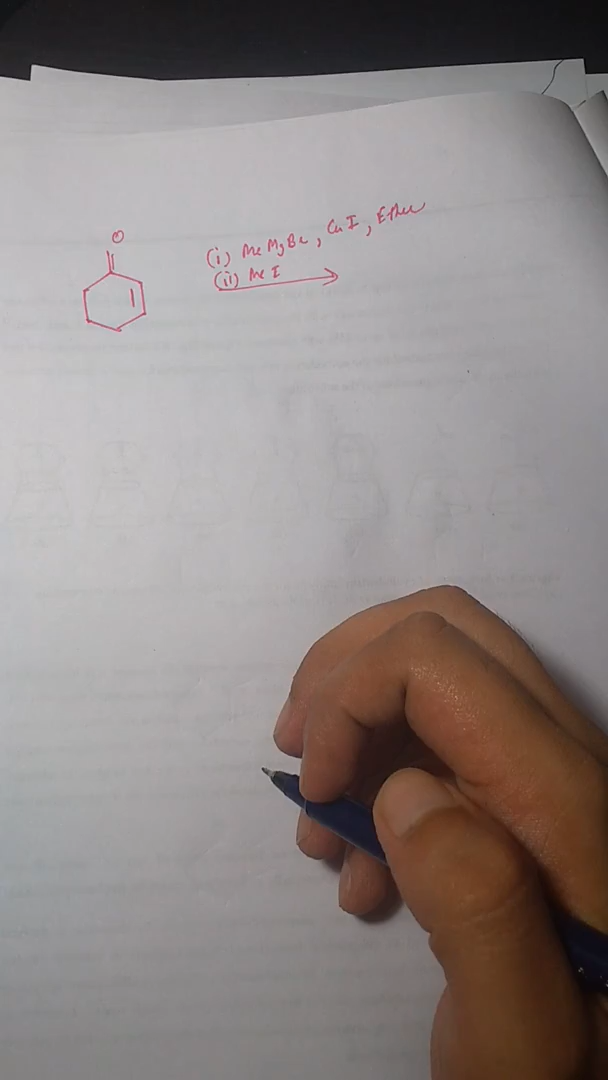 O
(i) MeMgBr, CuI, Ether
(ii) MeI